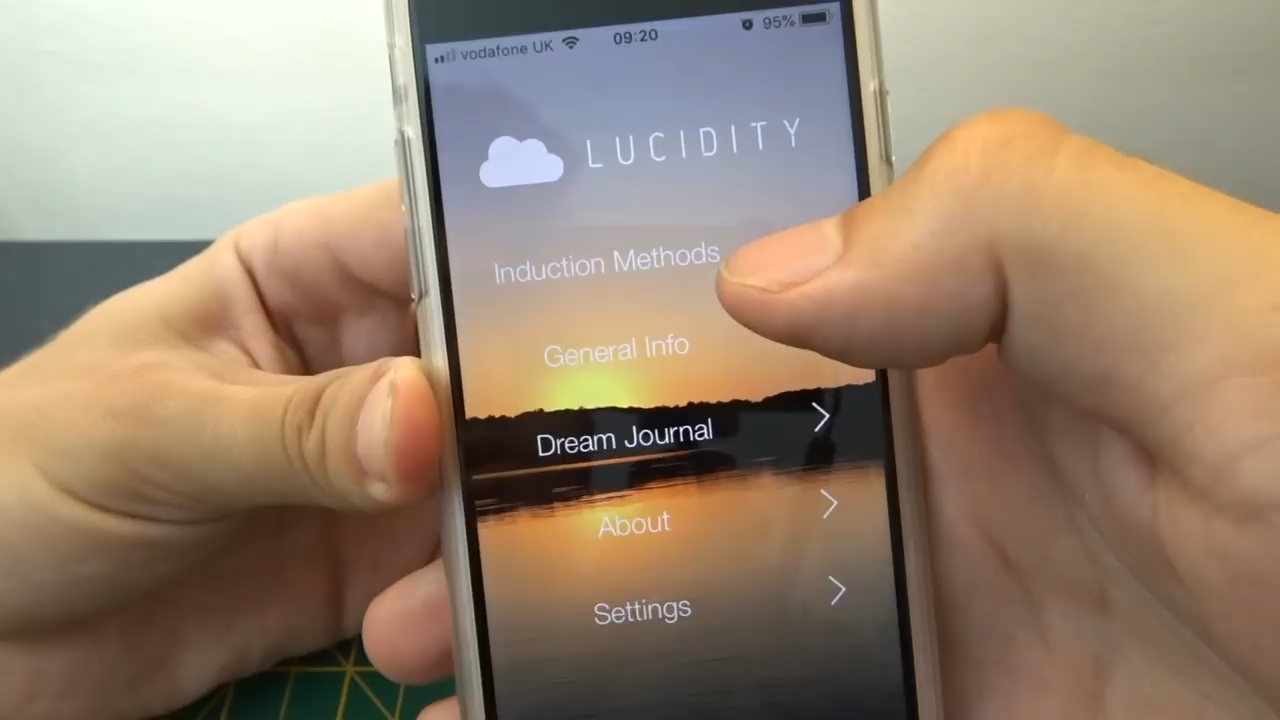 vodafone UK 09:20 95%
LUCIDITY
Induction Methods
General Info
Dream Journal
About
Settings